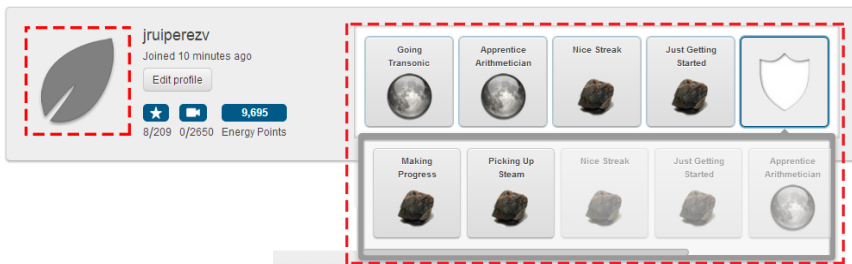 jruiperezv
Joined 10 minutes ago
Edit profile
9,695
8/209 0/2650 Energy Points
Going
Transonic
Apprentice
Arithmetician
Nice Streak
Just Getting
Started
Making
Progress
Picking Up
Steam
Nice Streak
Just Getting
Started
Apprentice
Arithmetician